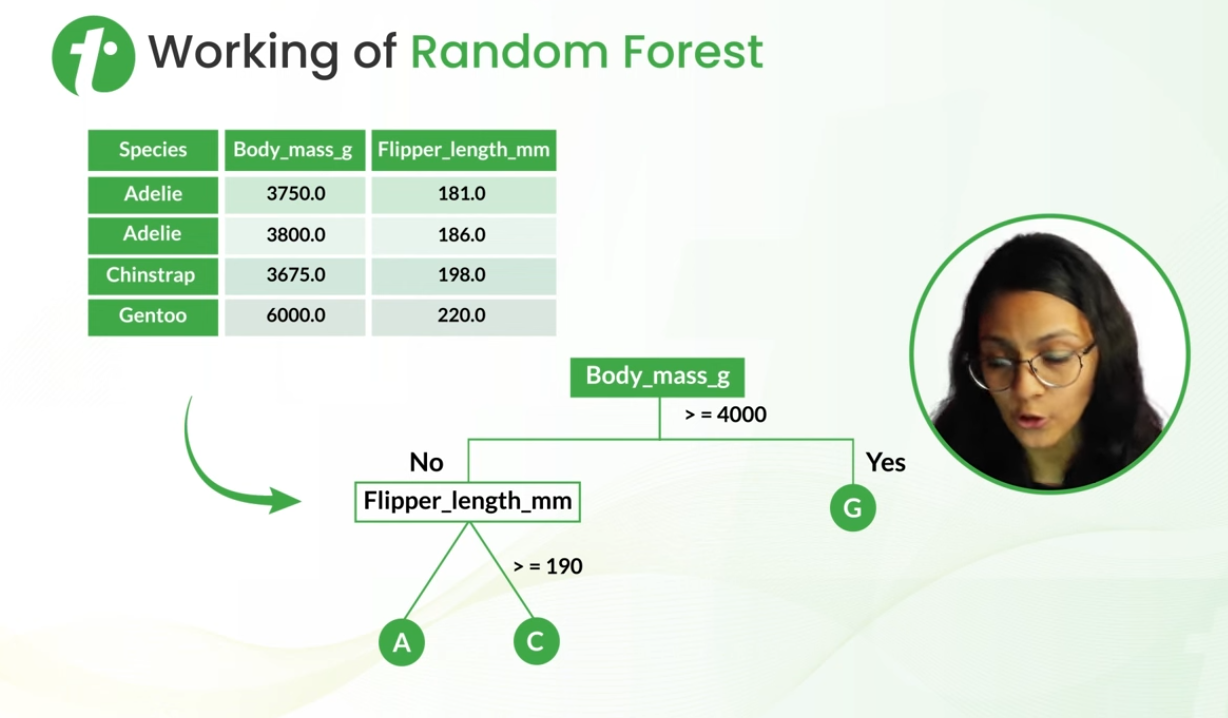 Working of Random Forest
Species Body_mass_g Flipper_length_mm
Adelie 3750.0 181.0
Adelie 3800.0 186.0
Chinstrap 3675.0 198.0
Gentoo 6000.0 220.0
Body_mass_g
> = 4000
No
Yes
Flipper_length_mm
G
> = 190
A
C